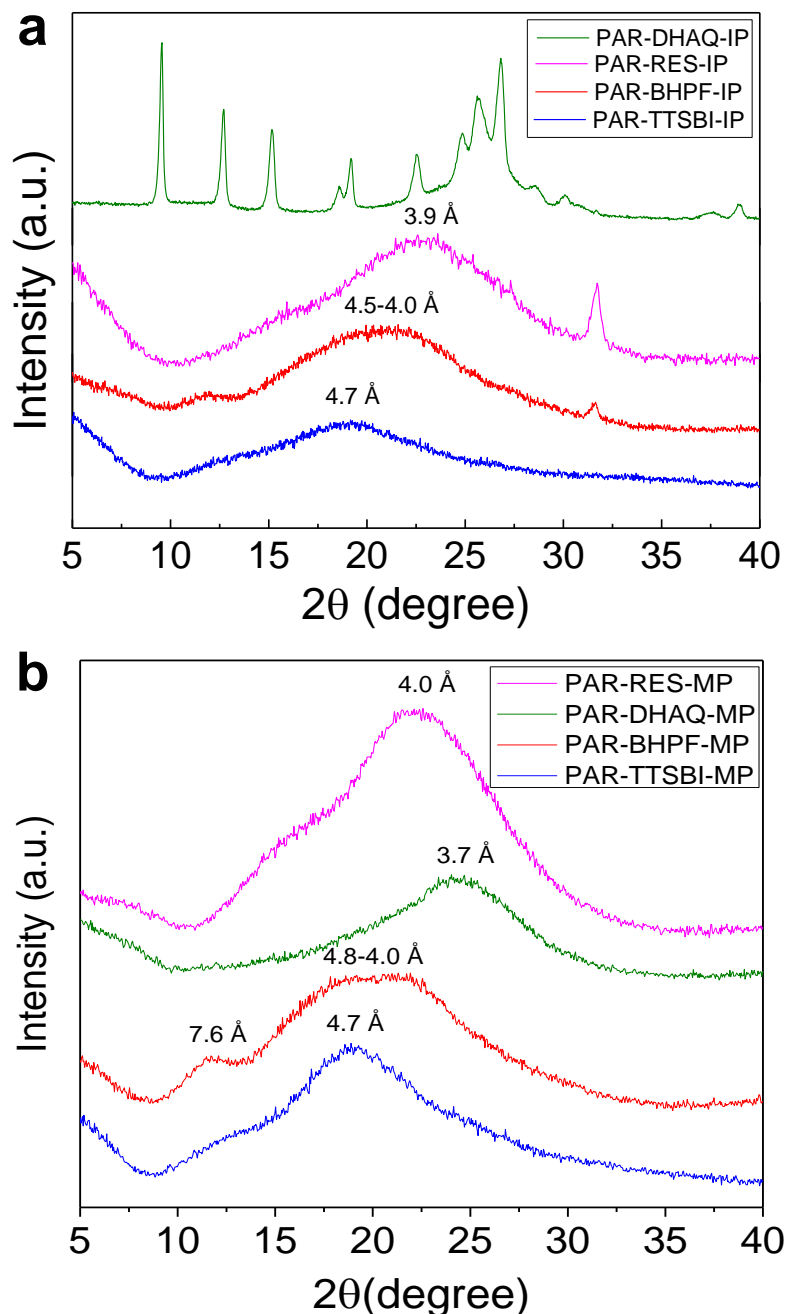 a
PAR-DHAQ-IP
PAR-RES-IP
PAR-BHPF-IP
PAR-TTSBI-IP
3.9 Å
4.5-4.0 Å
4.7 Å
Intensity (a.u.)
5 10 15 20 25 30 35 40
2θ (degree)
b
PAR-RES-MP
PAR-DHAQ-MP
PAR-BHPF-MP
PAR-TTSBI-MP
4.0 Å
3.7 Å
4.8-4.0 Å
7.6 Å
4.7 Å
Intensity (a.u.)
5 10 15 20 25 30 35 40
2θ(degree)